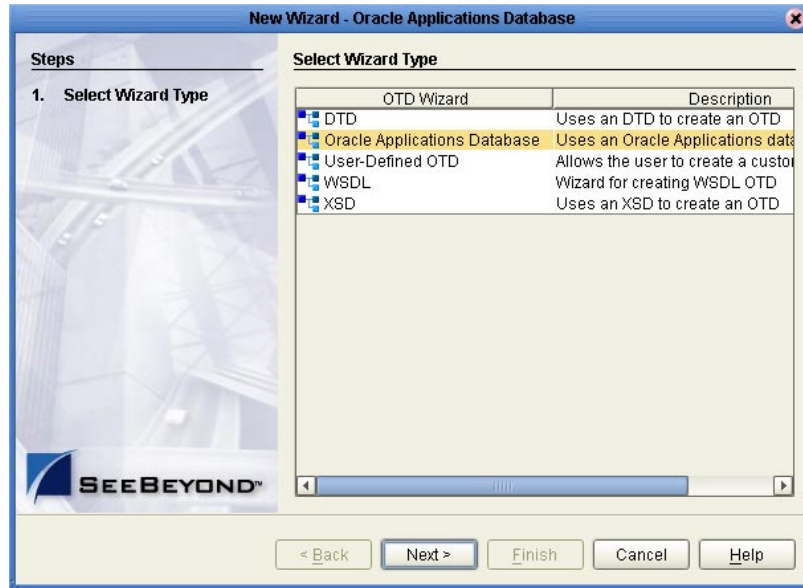 New Wizard - Oracle Applications Database
Steps
1. Select Wizard Type
Select Wizard Type
OTD Wizard Description
DTD Uses an DTD to create an OTD
Oracle Applications Database Uses an Oracle Applications data
User-Defined OTD Allows the user to create a custo
WSDL Wizard for creating WSDL OTD
XSD Uses an XSD to create an OTD
SEEBEYOND™
< Back Next > Finish Cancel Help